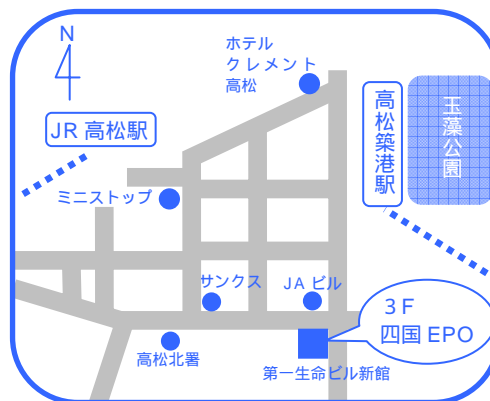 N
ホテル
クレメント
高松
JR 高松駅
高松築港駅
玉藻公園
ミニストップ
サンクス
JA ビル
３F
四国 EPO
高松北署
第一生命ビル新館